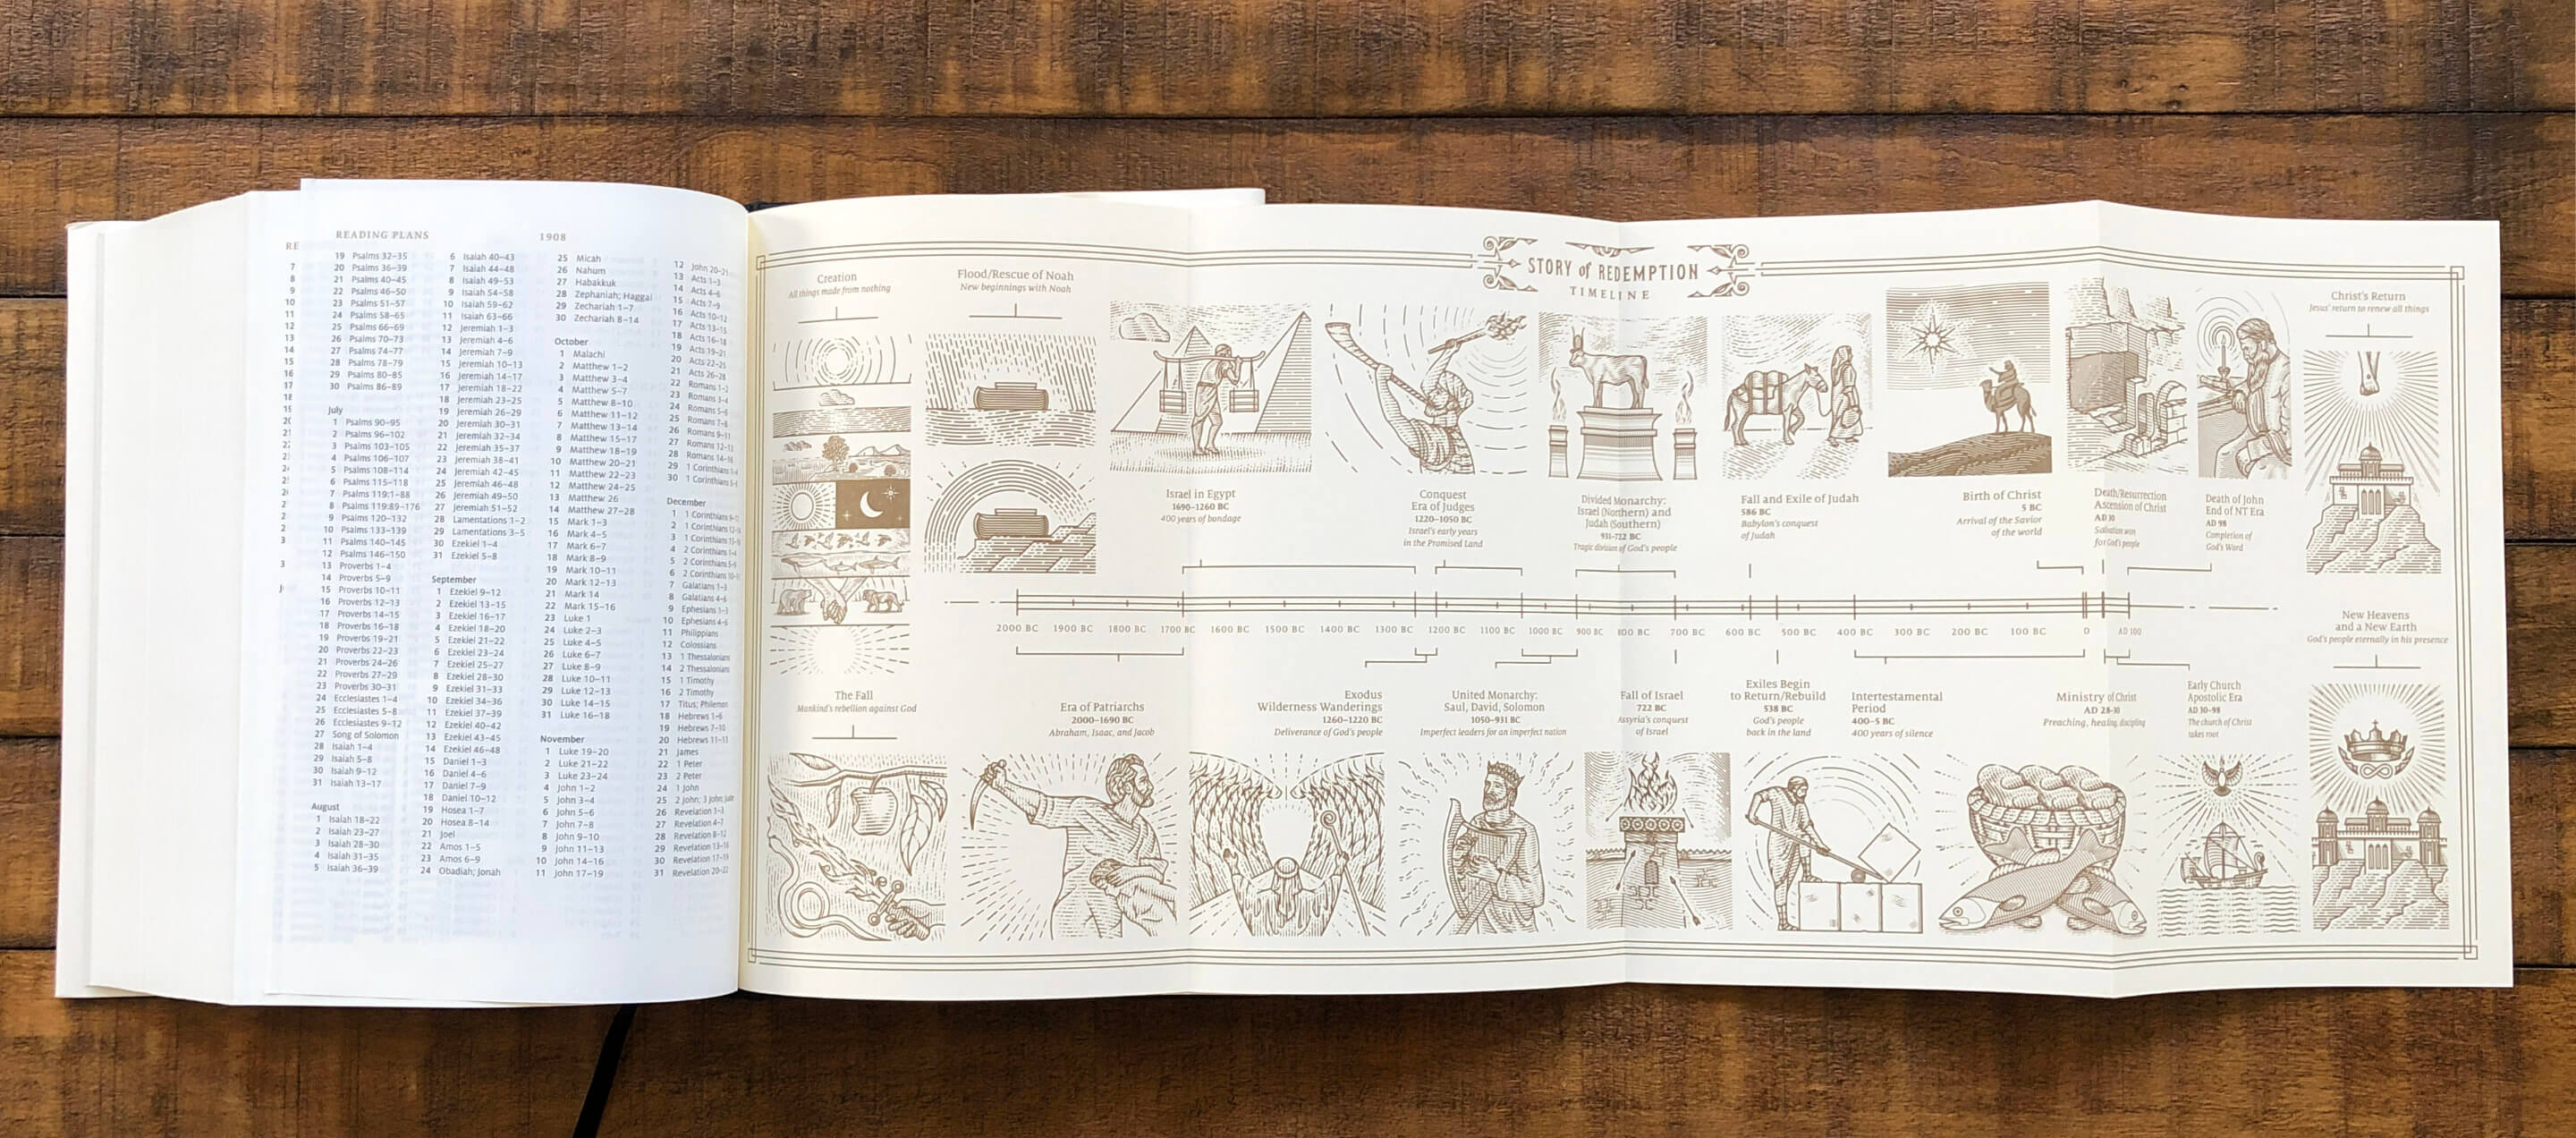 READING PLANS
1908
19 Psalms 32–35
20 Psalms 36–39
21 Psalms 40–45
22 Psalms 46–50
23 Psalms 51–57
24 Psalms 58–65
25 Psalms 66–69
26 Psalms 70–73
27 Psalms 74–77
28 Psalms 78–79
29 Psalms 80–85
30 Psalms 86–89
July
1 Psalms 90–95
2 Psalms 96–102
3 Psalms 103–105
4 Psalms 106–107
5 Psalms 108–114
6 Psalms 115–118
7 Psalms 119:1–88
8 Psalms 119:89–176
9 Psalms 120–132
10 Psalms 133–139
11 Psalms 140–145
12 Psalms 146–150
13 Proverbs 1–4
14 Proverbs 5–9
15 Proverbs 10–11
16 Proverbs 12–13
17 Proverbs 14–15
18 Proverbs 16–18
19 Proverbs 19–21
20 Proverbs 22–23
21 Proverbs 24–26
22 Proverbs 27–29
23 Proverbs 30–31
24 Ecclesiastes 1–4
25 Ecclesiastes 5–8
26 Ecclesiastes 9–12
27 Song of Solomon
28 Isaiah 1–4
29 Isaiah 5–8
30 Isaiah 9–12
31 Isaiah 13–17
August
1 Isaiah 18–22
2 Isaiah 23–27
3 Isaiah 28–30
4 Isaiah 31–35
5 Isaiah 36–39
6 Isaiah 40–43
7 Isaiah 44–48
8 Isaiah 49–53
9 Isaiah 54–58
10 Isaiah 59–62
11 Isaiah 63–66
12 Jeremiah 1–3
13 Jeremiah 4–6
14 Jeremiah 7–9
15 Jeremiah 10–13
16 Jeremiah 14–17
17 Jeremiah 18–22
18 Jeremiah 23–25
19 Jeremiah 26–29
20 Jeremiah 30–31
21 Jeremiah 32–34
22 Jeremiah 35–37
23 Jeremiah 38–41
24 Jeremiah 42–45
25 Jeremiah 46–48
26 Jeremiah 49–50
27 Jeremiah 51–52
28 Lamentations 1–2
29 Lamentations 3–5
30 Ezekiel 1–4
31 Ezekiel 5–8
September
1 Ezekiel 9–12
2 Ezekiel 13–15
3 Ezekiel 16–17
4 Ezekiel 18–20
5 Ezekiel 21–22
6 Ezekiel 23–24
7 Ezekiel 25–27
8 Ezekiel 28–30
9 Ezekiel 31–33
10 Ezekiel 34–36
11 Ezekiel 37–39
12 Ezekiel 40–42
13 Ezekiel 43–45
14 Ezekiel 46–48
15 Daniel 1–3
16 Daniel 4–6
17 Daniel 7–9
18 Daniel 10–12
19 Hosea 1–7
20 Hosea 8–14
21 Joel
22 Amos 1–5
23 Amos 6–9
24 Obadiah; Jonah
25 Micah
26 Nahum
27 Habakkuk
28 Zephaniah; Haggai
29 Zechariah 1–7
30 Zechariah 8–14
October
1 Malachi
2 Matthew 1–2
3 Matthew 3–4
4 Matthew 5–7
5 Matthew 8–10
6 Matthew 11–12
7 Matthew 13–14
8 Matthew 15–17
9 Matthew 18–19
10 Matthew 20–21
11 Matthew 22–23
12 Matthew 24–25
13 Matthew 26
14 Matthew 27–28
15 Mark 1–3
16 Mark 4–5
17 Mark 6–7
18 Mark 8–9
19 Mark 10–11
20 Mark 12–13
21 Mark 14
22 Mark 15–16
23 Luke 1
24 Luke 2–3
25 Luke 4–5
26 Luke 6–7
27 Luke 8–9
28 Luke 10–11
29 Luke 12–13
30 Luke 14–15
31 Luke 16–18
November
1 Luke 19–20
2 Luke 21–22
3 Luke 23–24
4 John 1–2
5 John 3–4
6 John 5–6
7 John 7–8
8 John 9–10
9 John 11–13
10 John 14–16
11 John 17–19
12 John 20–21
13 Acts 1–3
14 Acts 4–6
15 Acts 7–9
16 Acts 10–12
17 Acts 13–15
18 Acts 16–18
19 Acts 19–21
20 Acts 22–25
21 Acts 26–28
22 Romans 1–2
23 Romans 3–4
24 Romans 5–6
25 Romans 7–8
26 Romans 9–11
27 Romans 12–13
28 Romans 14–16
29 1 Corinthians
30 1 Corinthians
December
1 1 Corinthians
2 1 Corinthians
3 1 Corinthians
4 2 Corinthians
5 2 Corinthians
6 2 Corinthians
7 Galatians 1–3
8 Galatians 4–6
9 Ephesians 1–3
10 Ephesians 4–6
11 Philippians
12 Colossians
13 1 Thessalonians
14 2 Thessalonians
15 1 Timothy
16 2 Timothy
17 Titus; Philemon
18 Hebrews 1–6
19 Hebrews 7–10
20 Hebrews 11–13
21 James
22 1 Peter
23 2 Peter
24 1 John
25 2 John; 3 John; Jude
26 Revelation 1–3
27 Revelation 4–7
28 Revelation 8–12
29 Revelation 13–16
30 Revelation 17–19
31 Revelation 20–22
STORY of REDEMPTION
TIMELINE
Creation
All things made from nothing
Flood/Rescue of Noah
New beginnings with Noah
Israel in Egypt
1690–1260 BC
400 years of bondage
Conquest
Era of Judges
1220–1050 BC
Israel's early years
in the Promised Land
Divided Monarchy:
Israel (Northern) and
Judah (Southern)
931–722 BC
Tragic division of God's people
Fall and Exile of Judah
586 BC
Babylon's conquest
of Judah
Birth of Christ
5 BC
Arrival of the Savior
of the world
Death/Resurrection
Ascension of Christ
AD 30
Salvation won
for God's people
Death of John
End of NT Era
AD 98
Completion of
God's Word
Christ's Return
Jesus' return to renew all things
2000 BC 1900 BC 1800 BC 1700 BC 1600 BC 1500 BC 1400 BC 1300 BC 1200 BC 1100 BC 1000 BC 900 BC 800 BC 700 BC 600 BC 500 BC 400 BC 300 BC 200 BC 100 BC 0 AD 100
The Fall
Mankind's rebellion against God
Era of Patriarchs
2000–1690 BC
Abraham, Isaac, and Jacob
Exodus
Wilderness Wanderings
1260–1220 BC
Deliverance of God's people
United Monarchy:
Saul, David, Solomon
1050–931 BC
Imperfect leaders for an imperfect nation
Fall of Israel
722 BC
Assyria's conquest
of Israel
Exiles Begin
to Return/Rebuild
538 BC
God's people
back in the land
Intertestamental
Period
400–5 BC
400 years of silence
Ministry of Christ
AD 28–30
Preaching, healing, discipling
Early Church
Apostolic Era
AD 30–98
The church of Christ
takes root
New Heavens
and a New Earth
God's people eternally in his presence